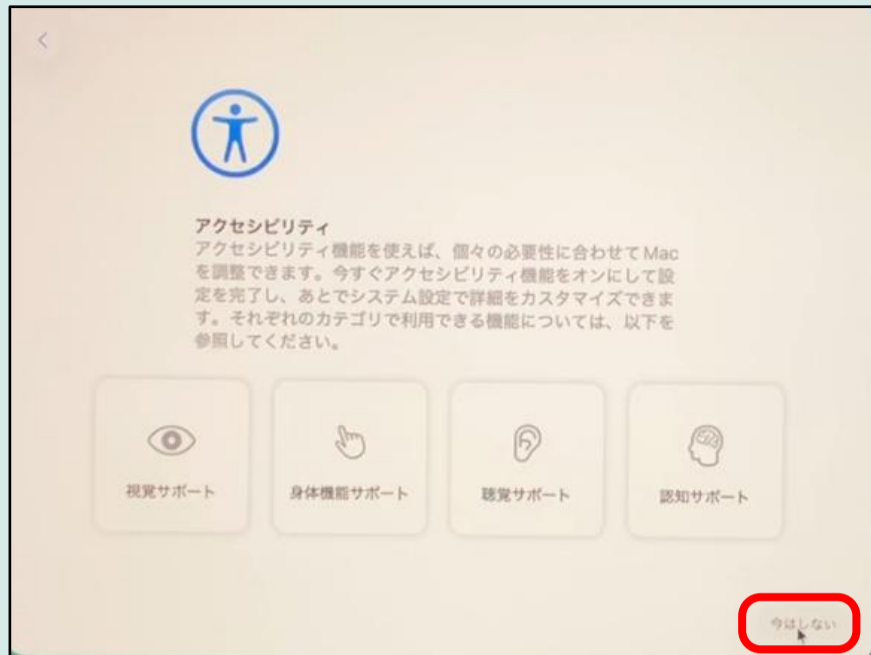 アクセシビリティ
アクセシビリティ機能を使えば、個々の必要性に合わせて Mac
を調整できます。今すぐアクセシビリティ機能をオンにして設
定を完了し、あとでシステム設定で詳細をカスタマイズできま
す。それぞれのカテゴリで利用できる機能については、以下を
参照してください。
視覚サポート
身体機能サポート
聴覚サポート
認知サポート
今はしない